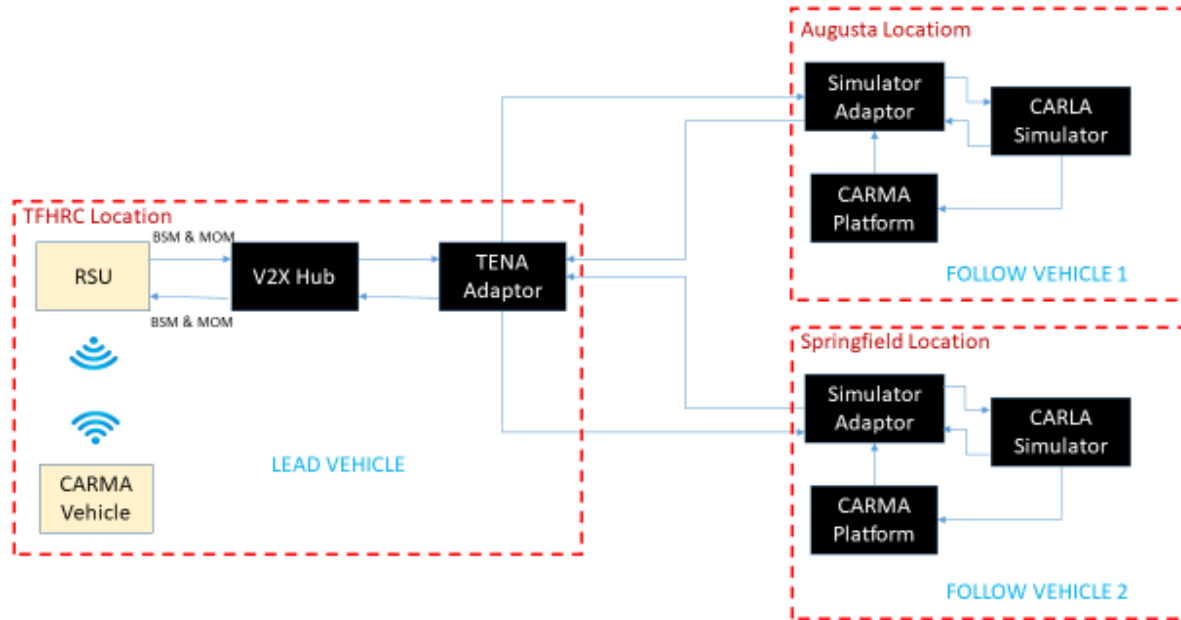 TFHRC Location
RSU
BSM & MOM
BSM & MOM
V2X Hub
TENA
Adaptor
CARMA
Vehicle
LEAD VEHICLE
Augusta Locatiom
Simulator
Adaptor
CARLA
Simulator
CARMA
Platform
FOLLOW VEHICLE 1
Springfield Location
Simulator
Adaptor
CARLA
Simulator
CARMA
Platform
FOLLOW VEHICLE 2